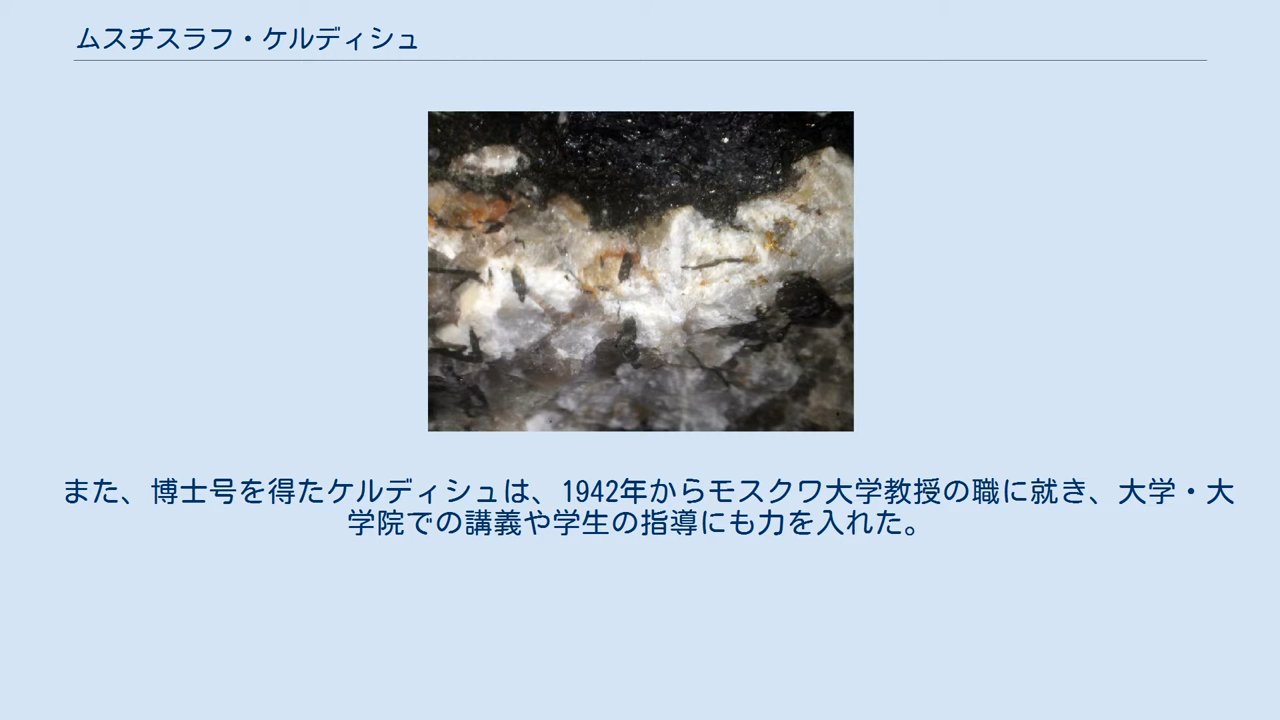 ムスチスラフ・ケルディシュ
また、博士号を得たケルディシュは、1942年からモスクワ大学教授の職に就き、大学・大
学院での講義や学生の指導にも力を入れた。